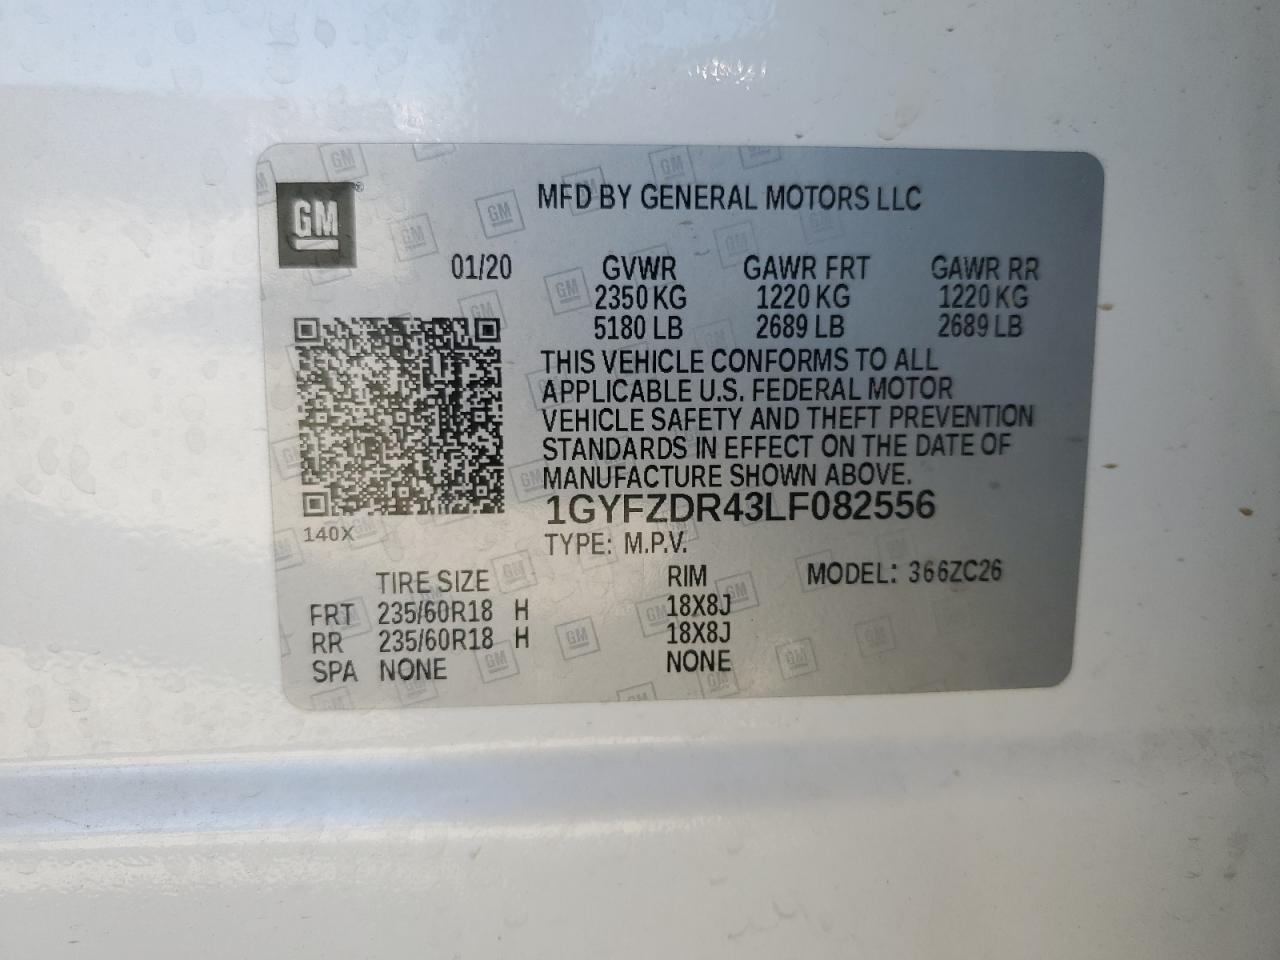 GM
MFD BY GENERAL MOTORS LLC
01/20
GVWR GAWR FRT GAWR RR
2350 KG 1220 KG 1220 KG
5180 LB 2689 LB 2689 LB
THIS VEHICLE CONFORMS TO ALL
APPLICABLE U.S. FEDERAL MOTOR
VEHICLE SAFETY AND THEFT PREVENTION
STANDARDS IN EFFECT ON THE DATE OF
MANUFACTURE SHOWN ABOVE.
1GYFZDR43LF082556
140X
TYPE: M.P.V.
TIRE SIZE RIM MODEL: 366ZC26
FRT 235/60R18 H 18X8J
RR 235/60R18 H 18X8J
SPA NONE NONE